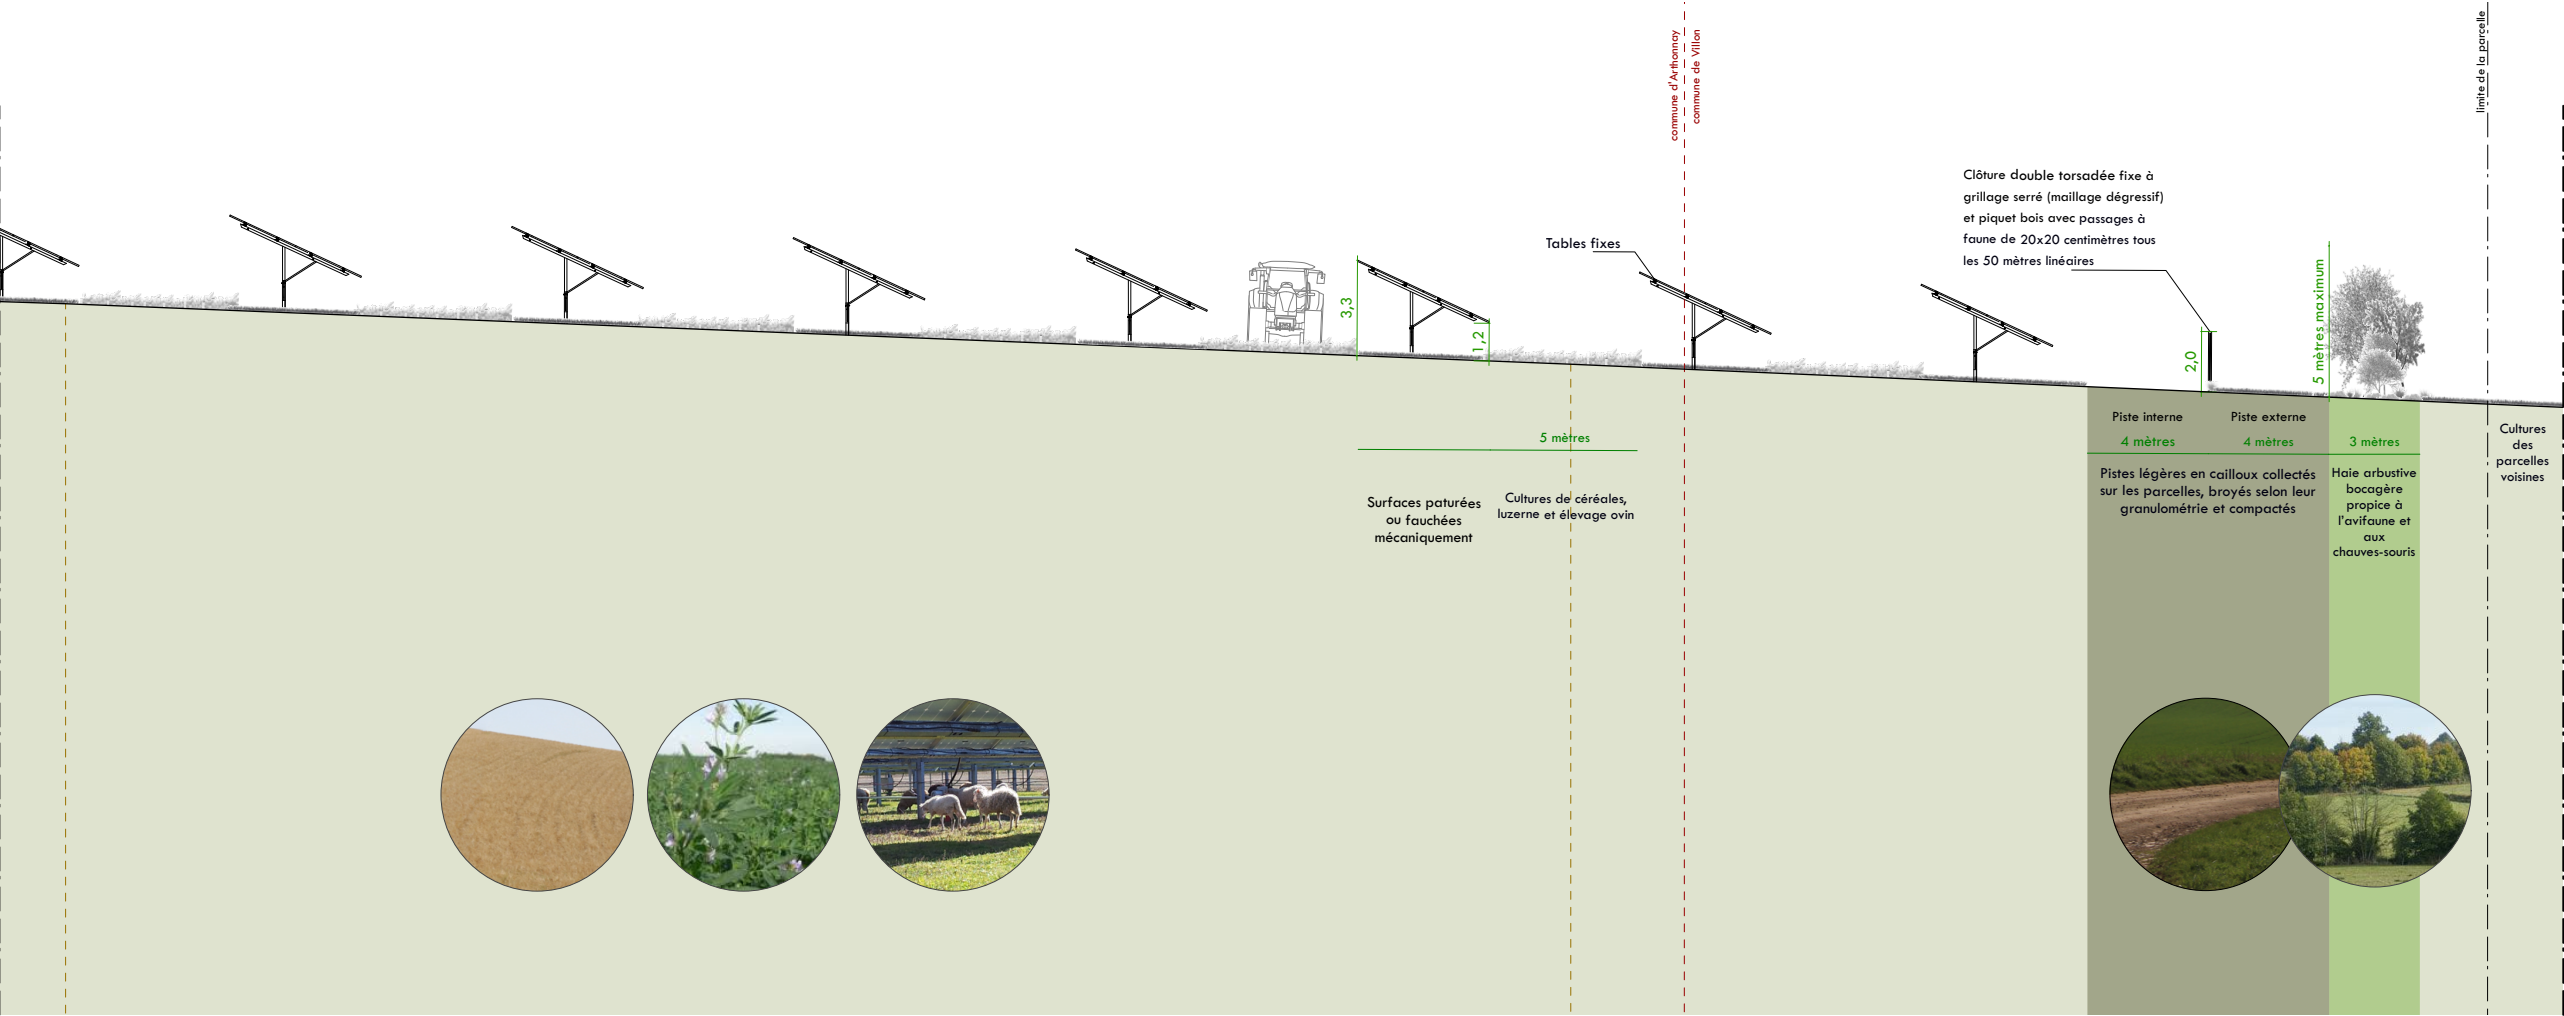 commune d'Arthonnay
commune de Villon
limite de la parcelle
Clôture double torsadée fixe à
grillage serré (maillage dégressif)
et piquet bois avec passages à
faune de 20x20 centimètres tous
les 50 mètres linéaires
Tables fixes
3,3
1,2
2,0
5 mètres maximum
5 mètres
Surfaces paturées
ou fauchées
mécaniquement
Cultures de céréales,
luzerne et élevage ovin
Piste interne
4 mètres
Piste externe
4 mètres
Pistes légères en cailloux collectés
sur les parcelles, broyés selon leur
granulométrie et compactés
3 mètres
Haie arbustive
bocagère
propice à
l'avifaune et
aux
chauves-souris
Cultures
des
parcelles
voisines